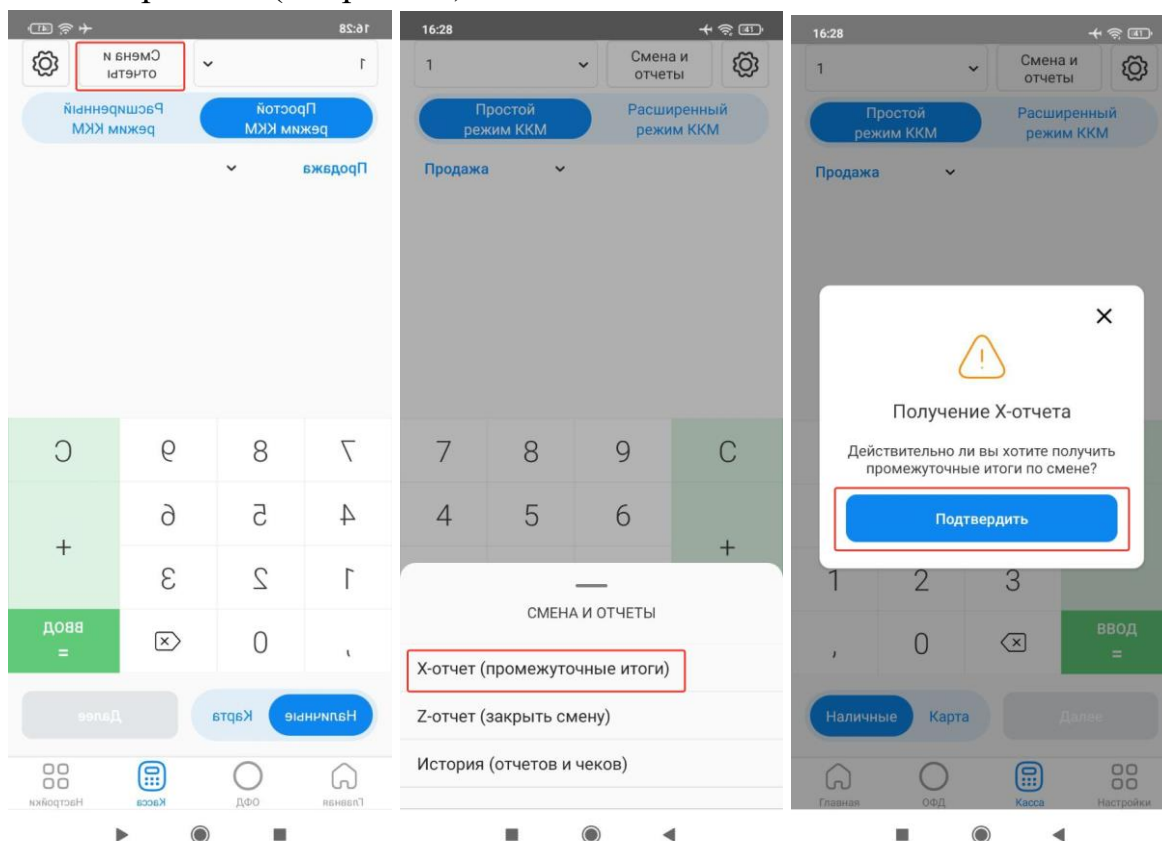 16:28
41
1
Смена и
отчеты
Простой
режим ККМ
Расширенный
режим ККМ
Продажа
7 8 9 C
4 5 6
1 2 3 +
, 0
ВВОД
=
Наличные Карта Далее
Главная ОФД Касса Настройки
16:28
41
1
Смена и
отчеты
Простой
режим ККМ
Расширенный
режим ККМ
Продажа
7 8 9 C
4 5 6
+
СМЕНА И ОТЧЕТЫ
X-отчет (промежуточные итоги)
Z-отчет (закрыть смену)
История (отчетов и чеков)
16:28
41
1
Смена и
отчеты
Простой
режим ККМ
Расширенный
режим ККМ
Продажа
Получение X-отчета
Действительно ли вы хотите получить
промежуточные итоги по смене?
Подтвердить
1 2 3
, 0
ВВОД
=
Наличные Карта Далее
Главная ОФД Касса Настройки